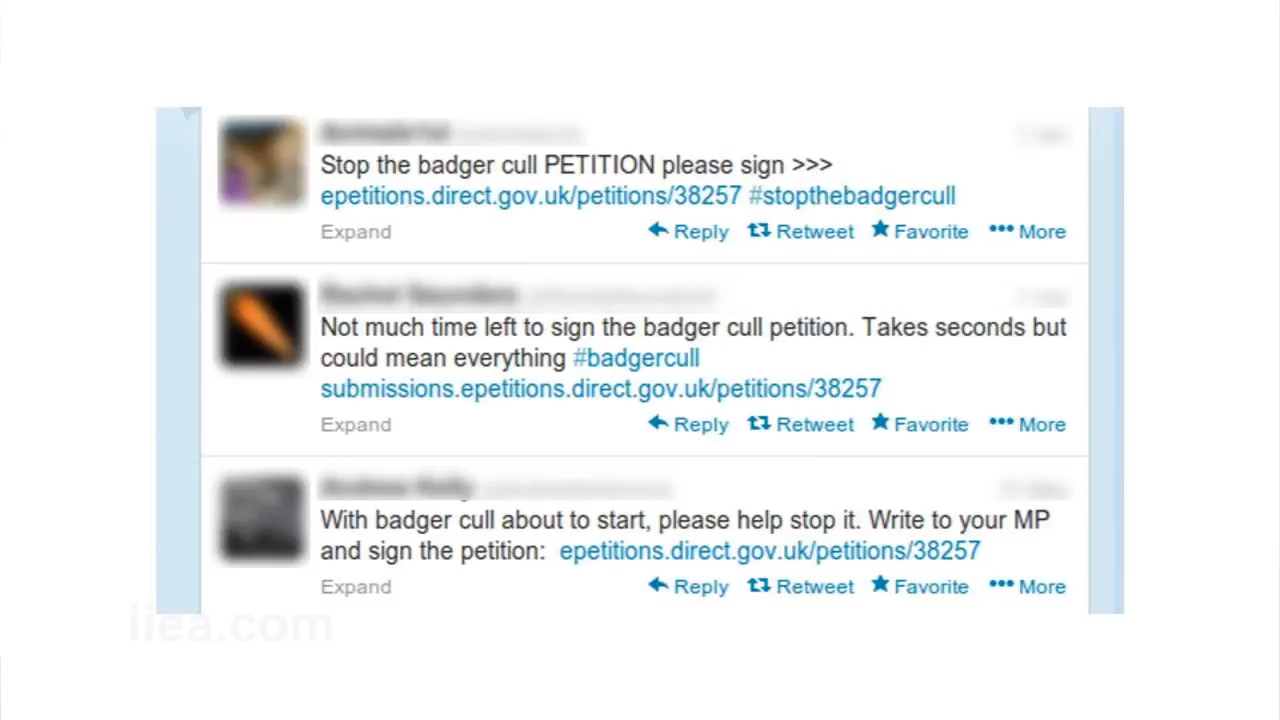 Stop the badger cull PETITION please sign >>>
epetitions.direct.gov.uk/petitions/38257 #stopthebadgercull
Expand Reply Retweet Favorite More
Not much time left to sign the badger cull petition. Takes seconds but
could mean everything #badgercull
submissions.epetitions.direct.gov.uk/petitions/38257
Expand Reply Retweet Favorite More
With badger cull about to start, please help stop it. Write to your MP
and sign the petition: epetitions.direct.gov.uk/petitions/38257
Expand Reply Retweet Favorite More
iiea.com